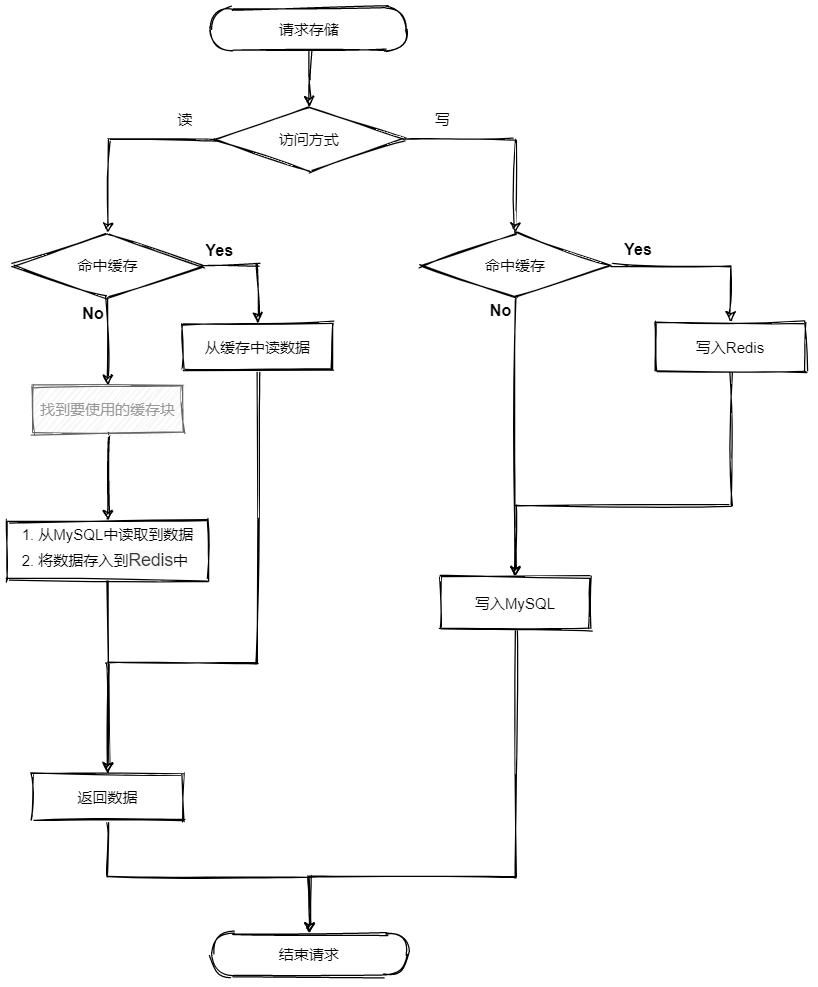 请求存储
读
写
访问方式
命中缓存
Yes
命中缓存
Yes
No
No
从缓存中读数据
写入Redis
找到要使用的缓存块
1. 从MySQL中读取到数据
2. 将数据存入到Redis中
写入MySQL
返回数据
结束请求